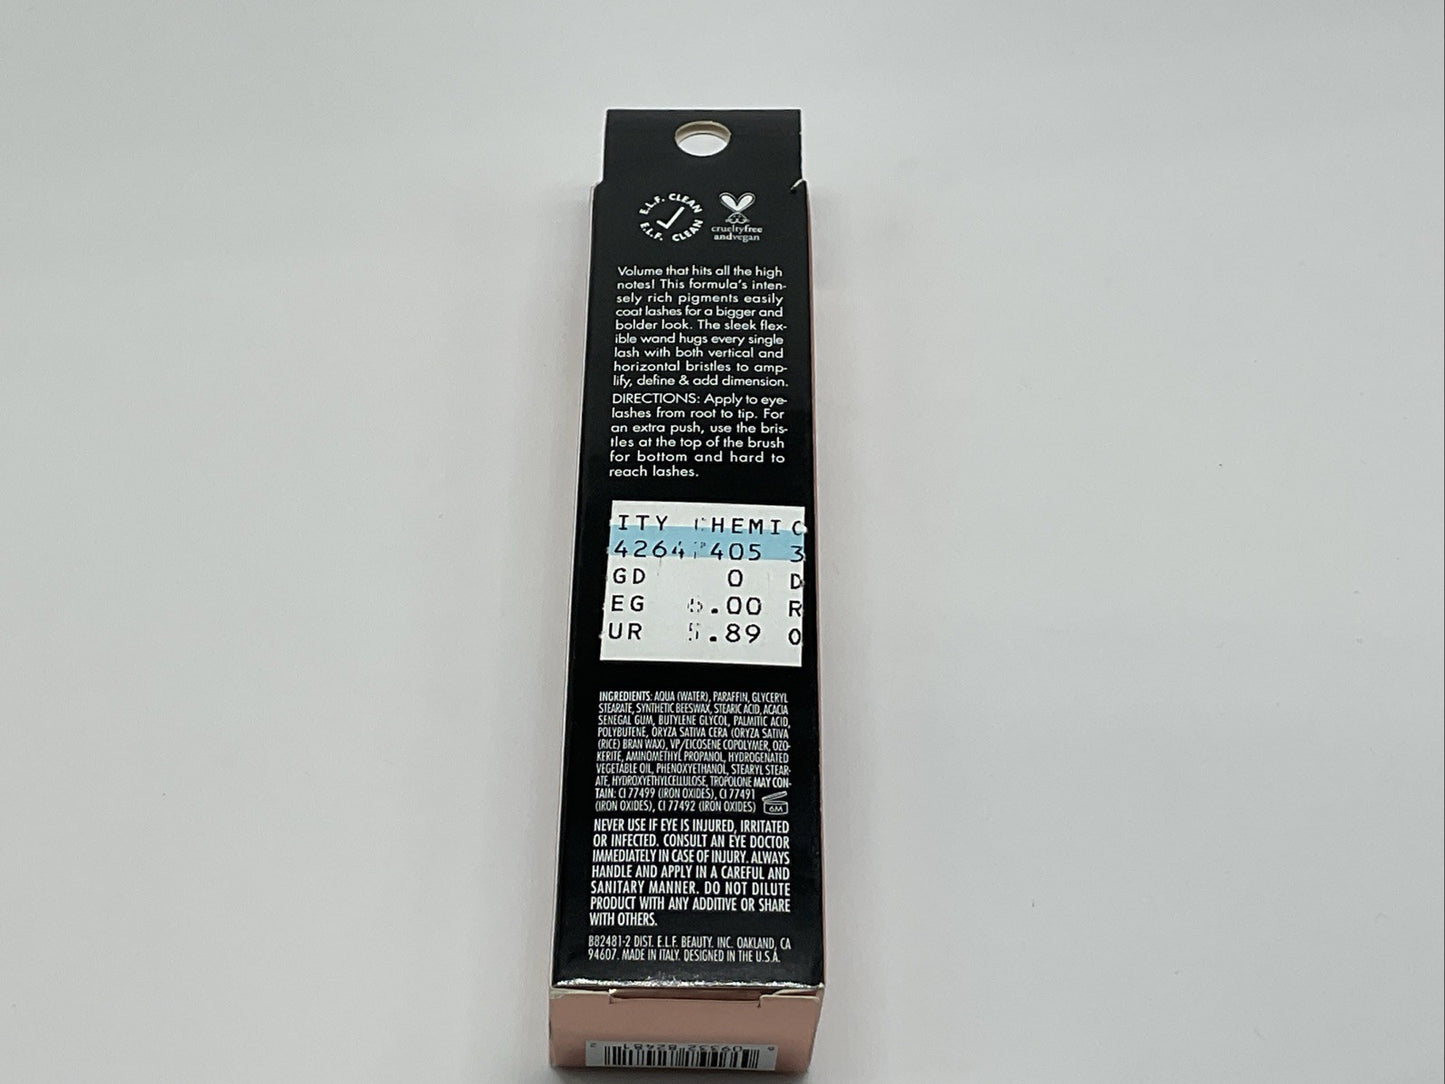 E.L.F. CLEAN
E.L.F. CLEAN
crueltyfree
andvegan
Volume that hits all the high
notes! This formula's inten-
sely rich pigments easily
coat lashes for a bigger and
bolder look. The sleek flex-
ible wand hugs every single
lash with both vertical and
horizontal bristles to amp-
lify, define & add dimension.
DIRECTIONS: Apply to eye-
lashes from root to tip. For
an extra push, use the bris-
tles at the top of the brush
for bottom and hard to
reach lashes.
ITY CHEMIC
405 3
GD 0 D
EG .00 R
UR 5.89 0
INGREDIENTS: AQUA (WATER), PARAFFIN, GLYCERYL
STEARATE, SYNTHETIC BEESWAX, STEARIC ACID, ACACIA
SENEGAL GUM, BUTYLENE GLYCOL, PALMITIC ACID,
POLYBUTENE, ORYZA SATIVA CERA (ORYZA SATIVA
(RICE) BRAN WAX), VP/EICOSENE COPOLYMER, OZO-
KERITE, AMINOMETHYL PROPANOL, HYDROGENATED
VEGETABLE OIL, PHENOXYETHANOL, STEARYL STEAR-
ATE, HYDROXYETHYLCELLULOSE, TROPOLONE MAY CON-
TAIN: CI 77499 (IRON OXIDES), CI 77491
(IRON OXIDES), CI 77492 (IRON OXIDES)
6M
NEVER USE IF EYE IS INJURED, IRRITATED
OR INFECTED. CONSULT AN EYE DOCTOR
IMMEDIATELY IN CASE OF INJURY. ALWAYS
HANDLE AND APPLY IN A CAREFUL AND
SANITARY MANNER. DO NOT DILUTE
PRODUCT WITH ANY ADDITIVE OR SHARE
WITH OTHERS.
B82481-2 DIST. E.L.F. BEAUTY. INC. OAKLAND, CA
94607. MADE IN ITALY. DESIGNED IN THE U.S.A.
6 09332 82481 2